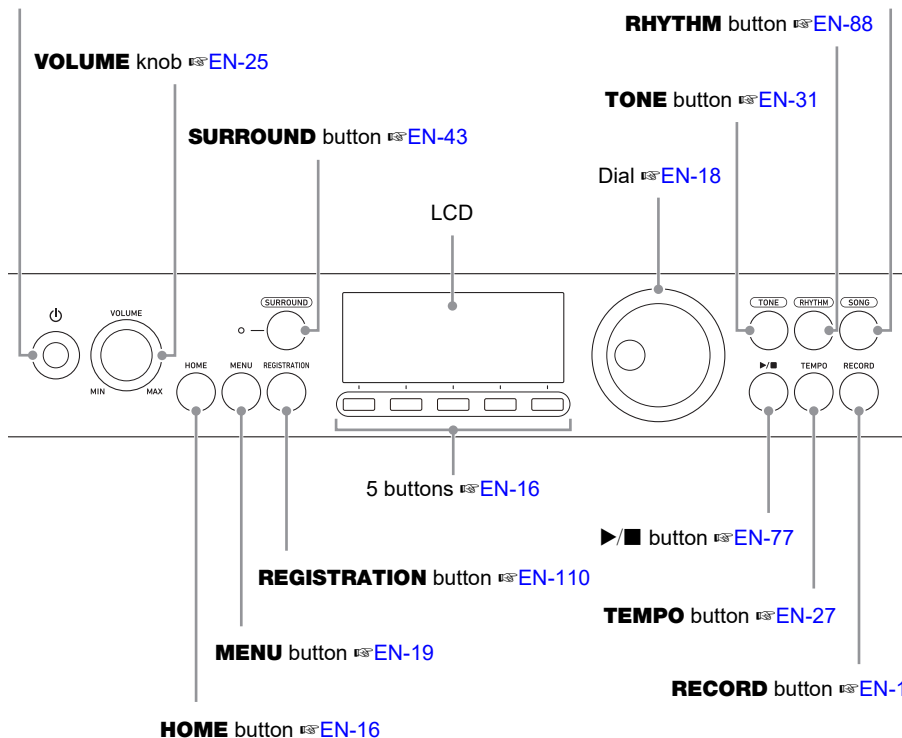 RHYTHM button ☞EN-88
VOLUME knob ☞EN-25
TONE button ☞EN-31
SURROUND button ☞EN-43
Dial ☞EN-18
LCD
SURROUND
TONE
RHYTHM
SONG
VOLUME
HOME
MENU
REGISTRATION
▶/■
TEMPO
RECORD
MIN
MAX
5 buttons ☞EN-16
▶/■ button ☞EN-77
REGISTRATION button ☞EN-110
TEMPO button ☞EN-27
MENU button ☞EN-19
RECORD button ☞EN-1
HOME button ☞EN-16